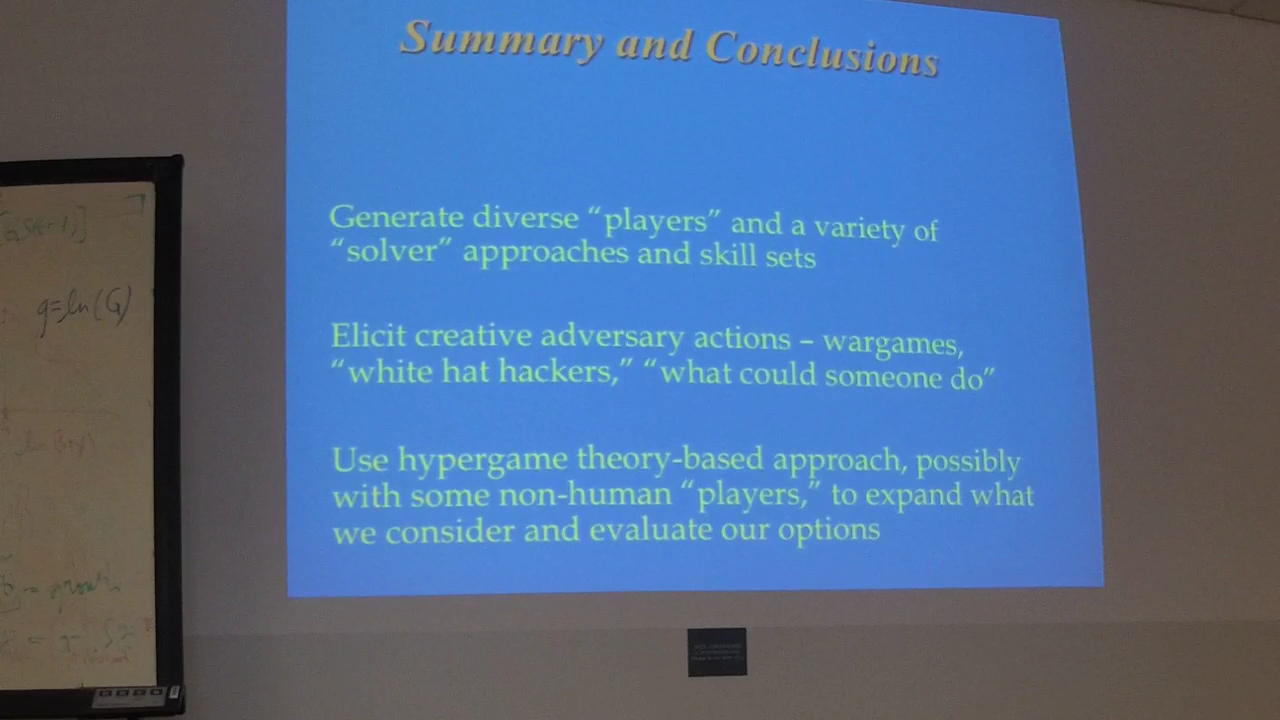 Summary and Conclusions
Generate diverse “players” and a variety of
“solver” approaches and skill sets
Elicit creative adversary actions – wargames,
“white hat hackers,” “what could someone do”
Use hypergame theory-based approach, possibly
with some non-human “players,” to expand what
we consider and evaluate our options
g=ln(G)